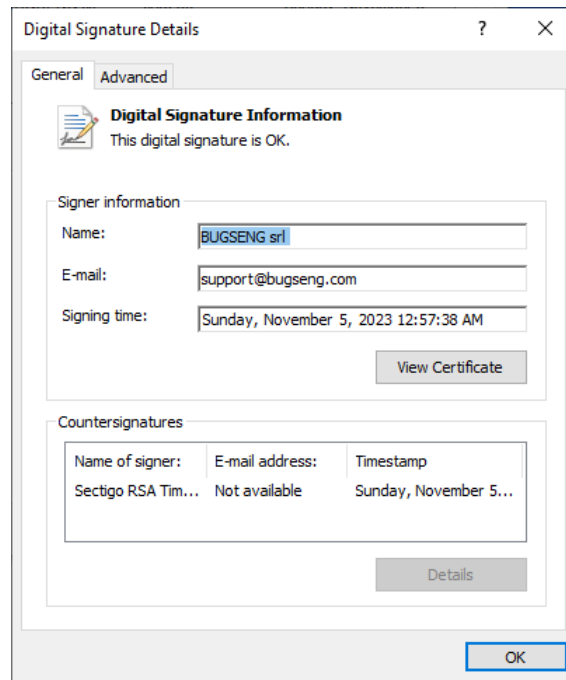 Digital Signature Details
General Advanced
Digital Signature Information
This digital signature is OK.
Signer information
Name: BUGSENG srl
E-mail: support@bugseng.com
Signing time: Sunday, November 5, 2023 12:57:38 AM
View Certificate
Countersignatures
Name of signer: E-mail address: Timestamp
Sectigo RSA Tim... Not available Sunday, November 5...
Details
OK